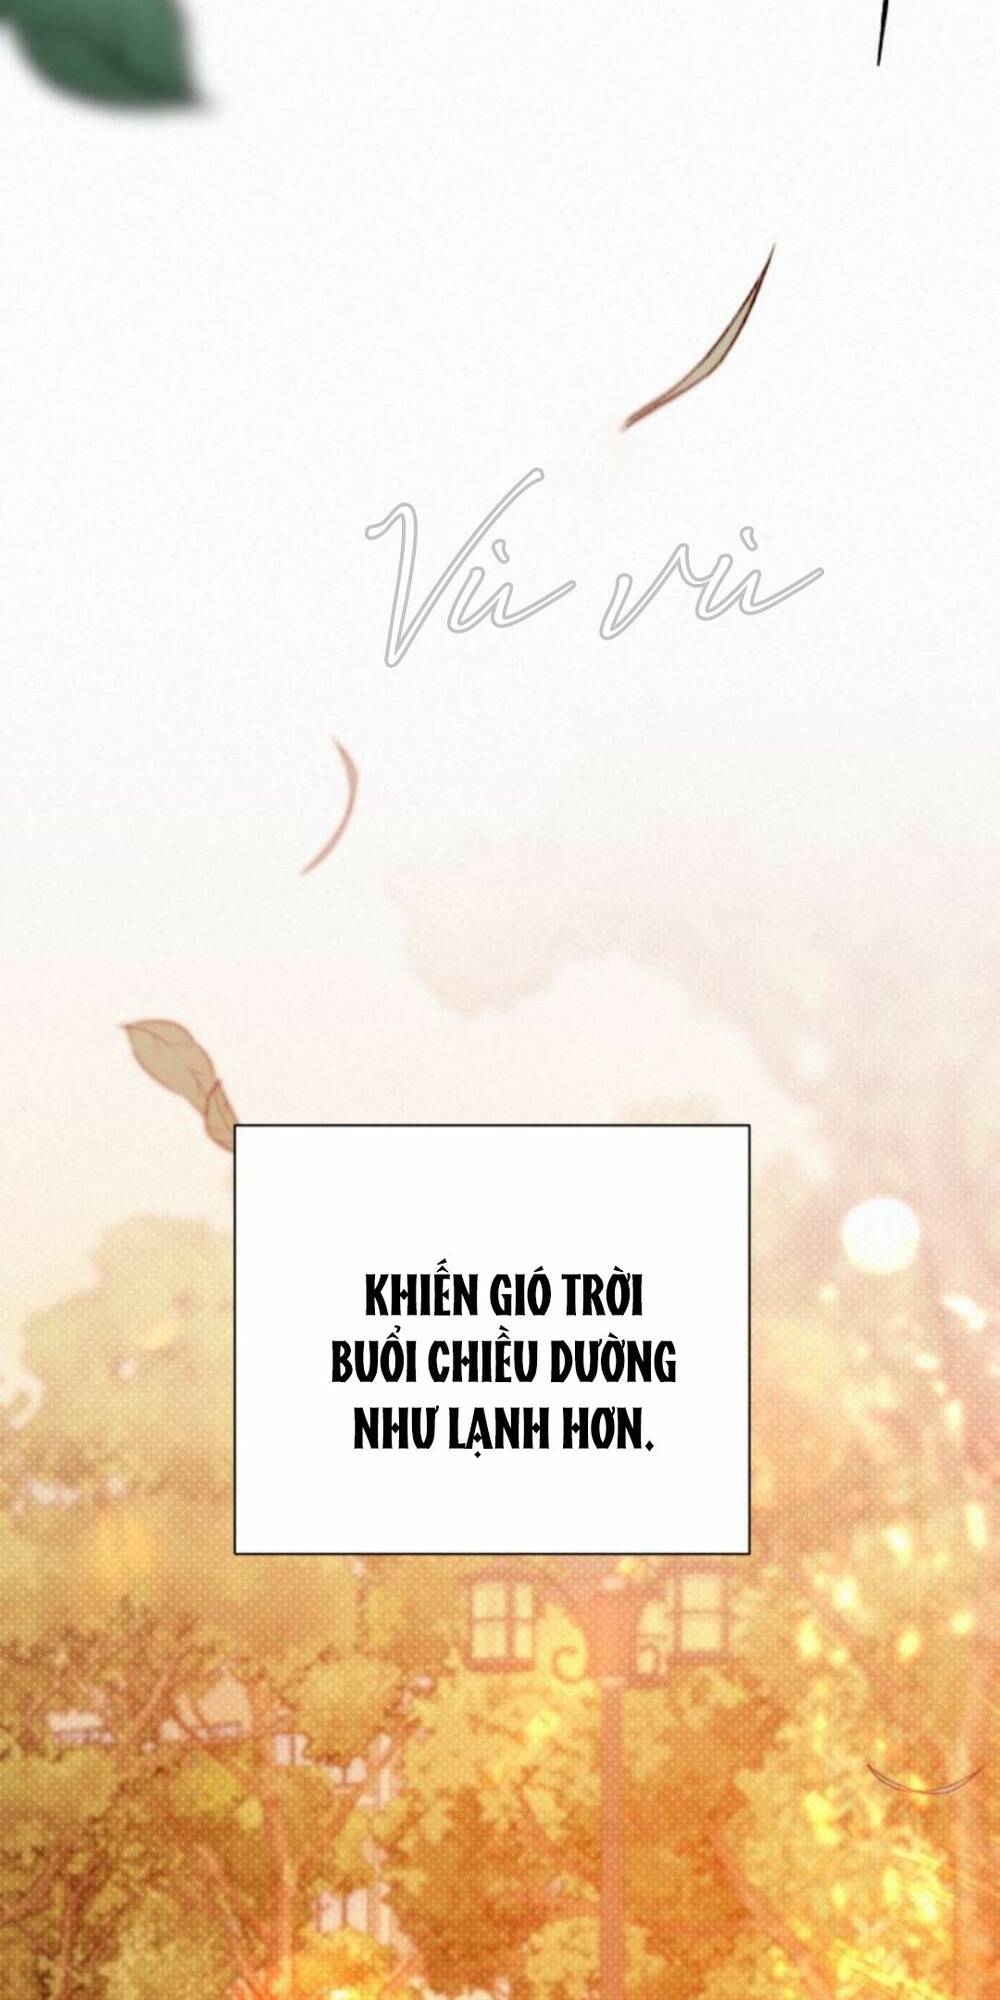 Vù vù
KHIẾN GIÓ TRỜI
BUỔI CHIỀU DƯỜNG
NHƯ LẠNH HƠN.